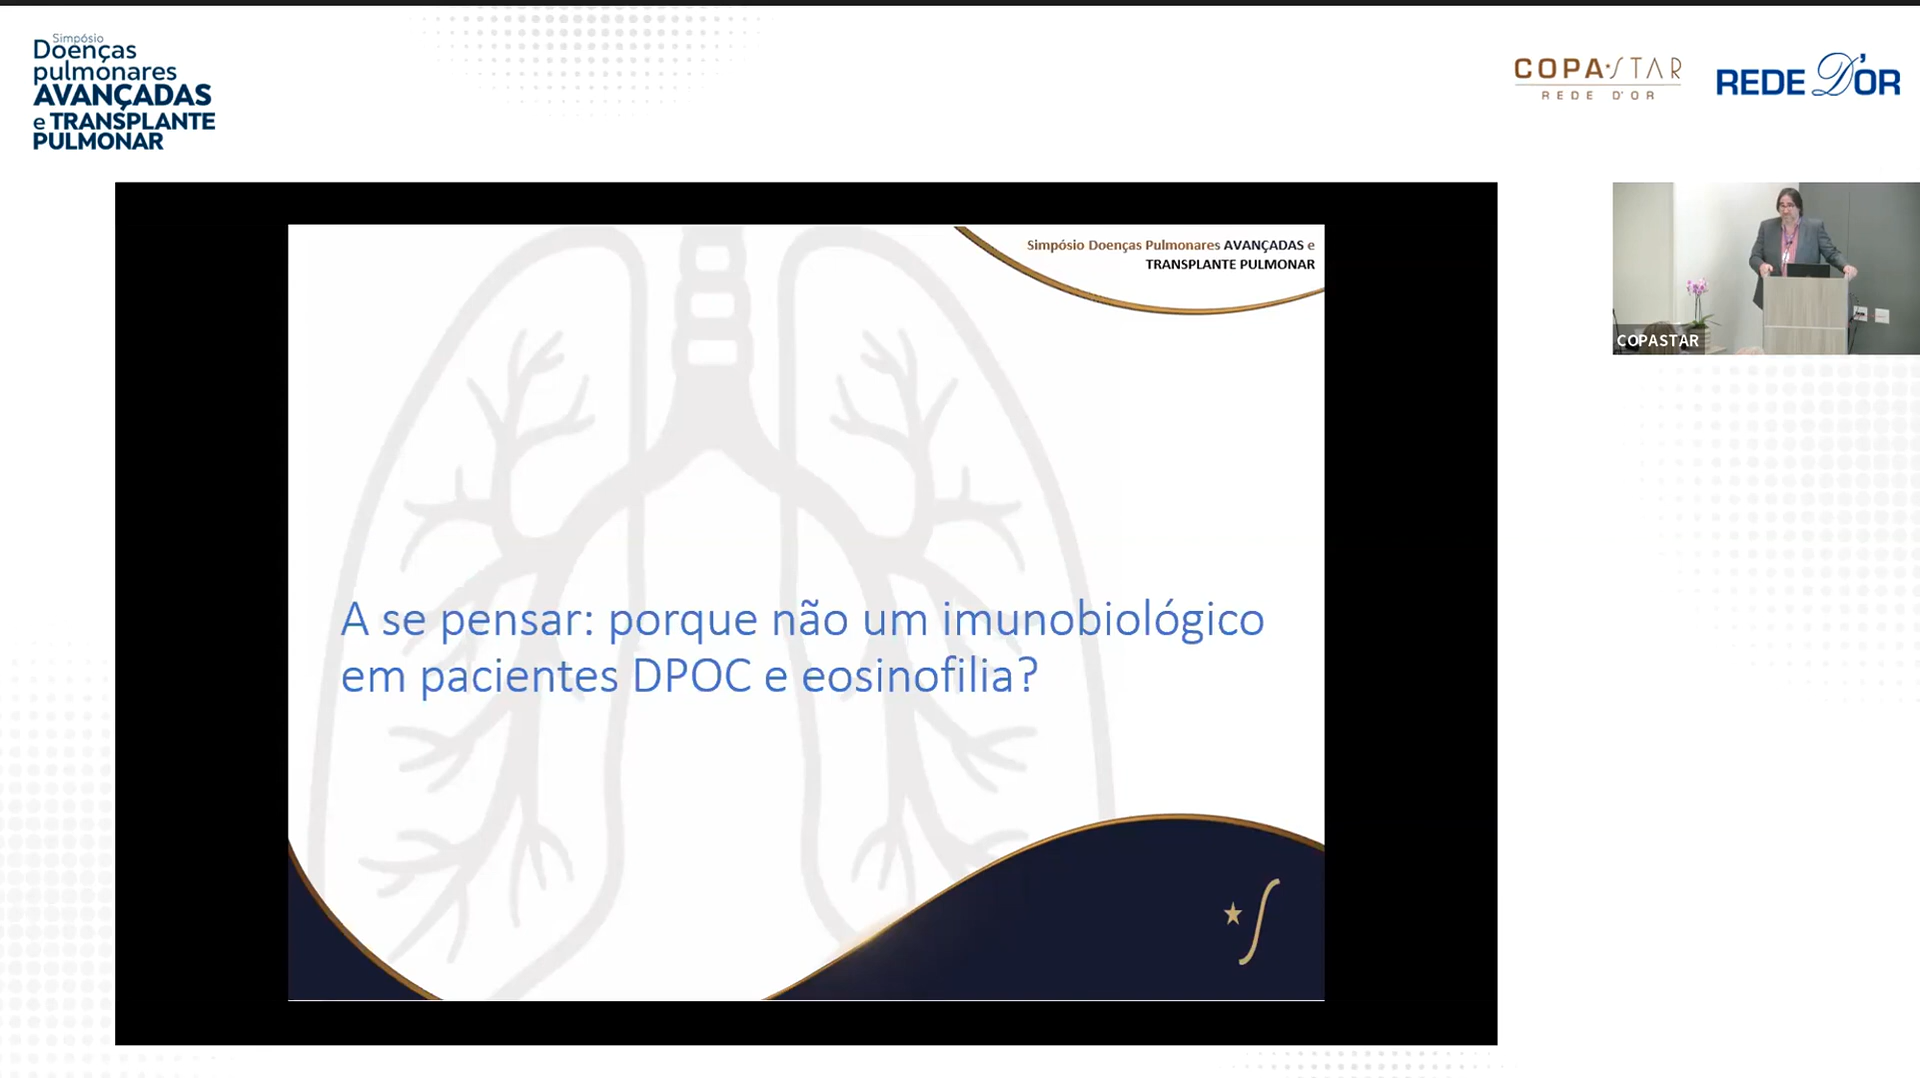 Simpósio
Doenças
pulmonares
AVANÇADAS
e TRANSPLANTE
PULMONAR
COPA STAR
REDE D'OR
REDE D'OR
Simpósio Doenças Pulmonares AVANÇADAS e
TRANSPLANTE PULMONAR
COPASTAR
A se pensar: porque não um imunobiológico
em pacientes DPOC e eosinofilia?